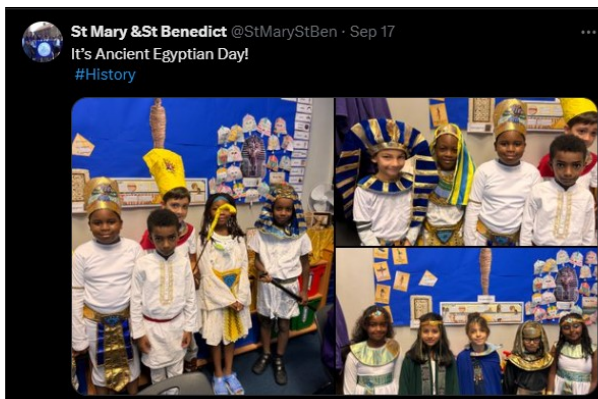 St Mary &St Benedict @StMaryStBen · Sep 17
It's Ancient Egyptian Day!
#History